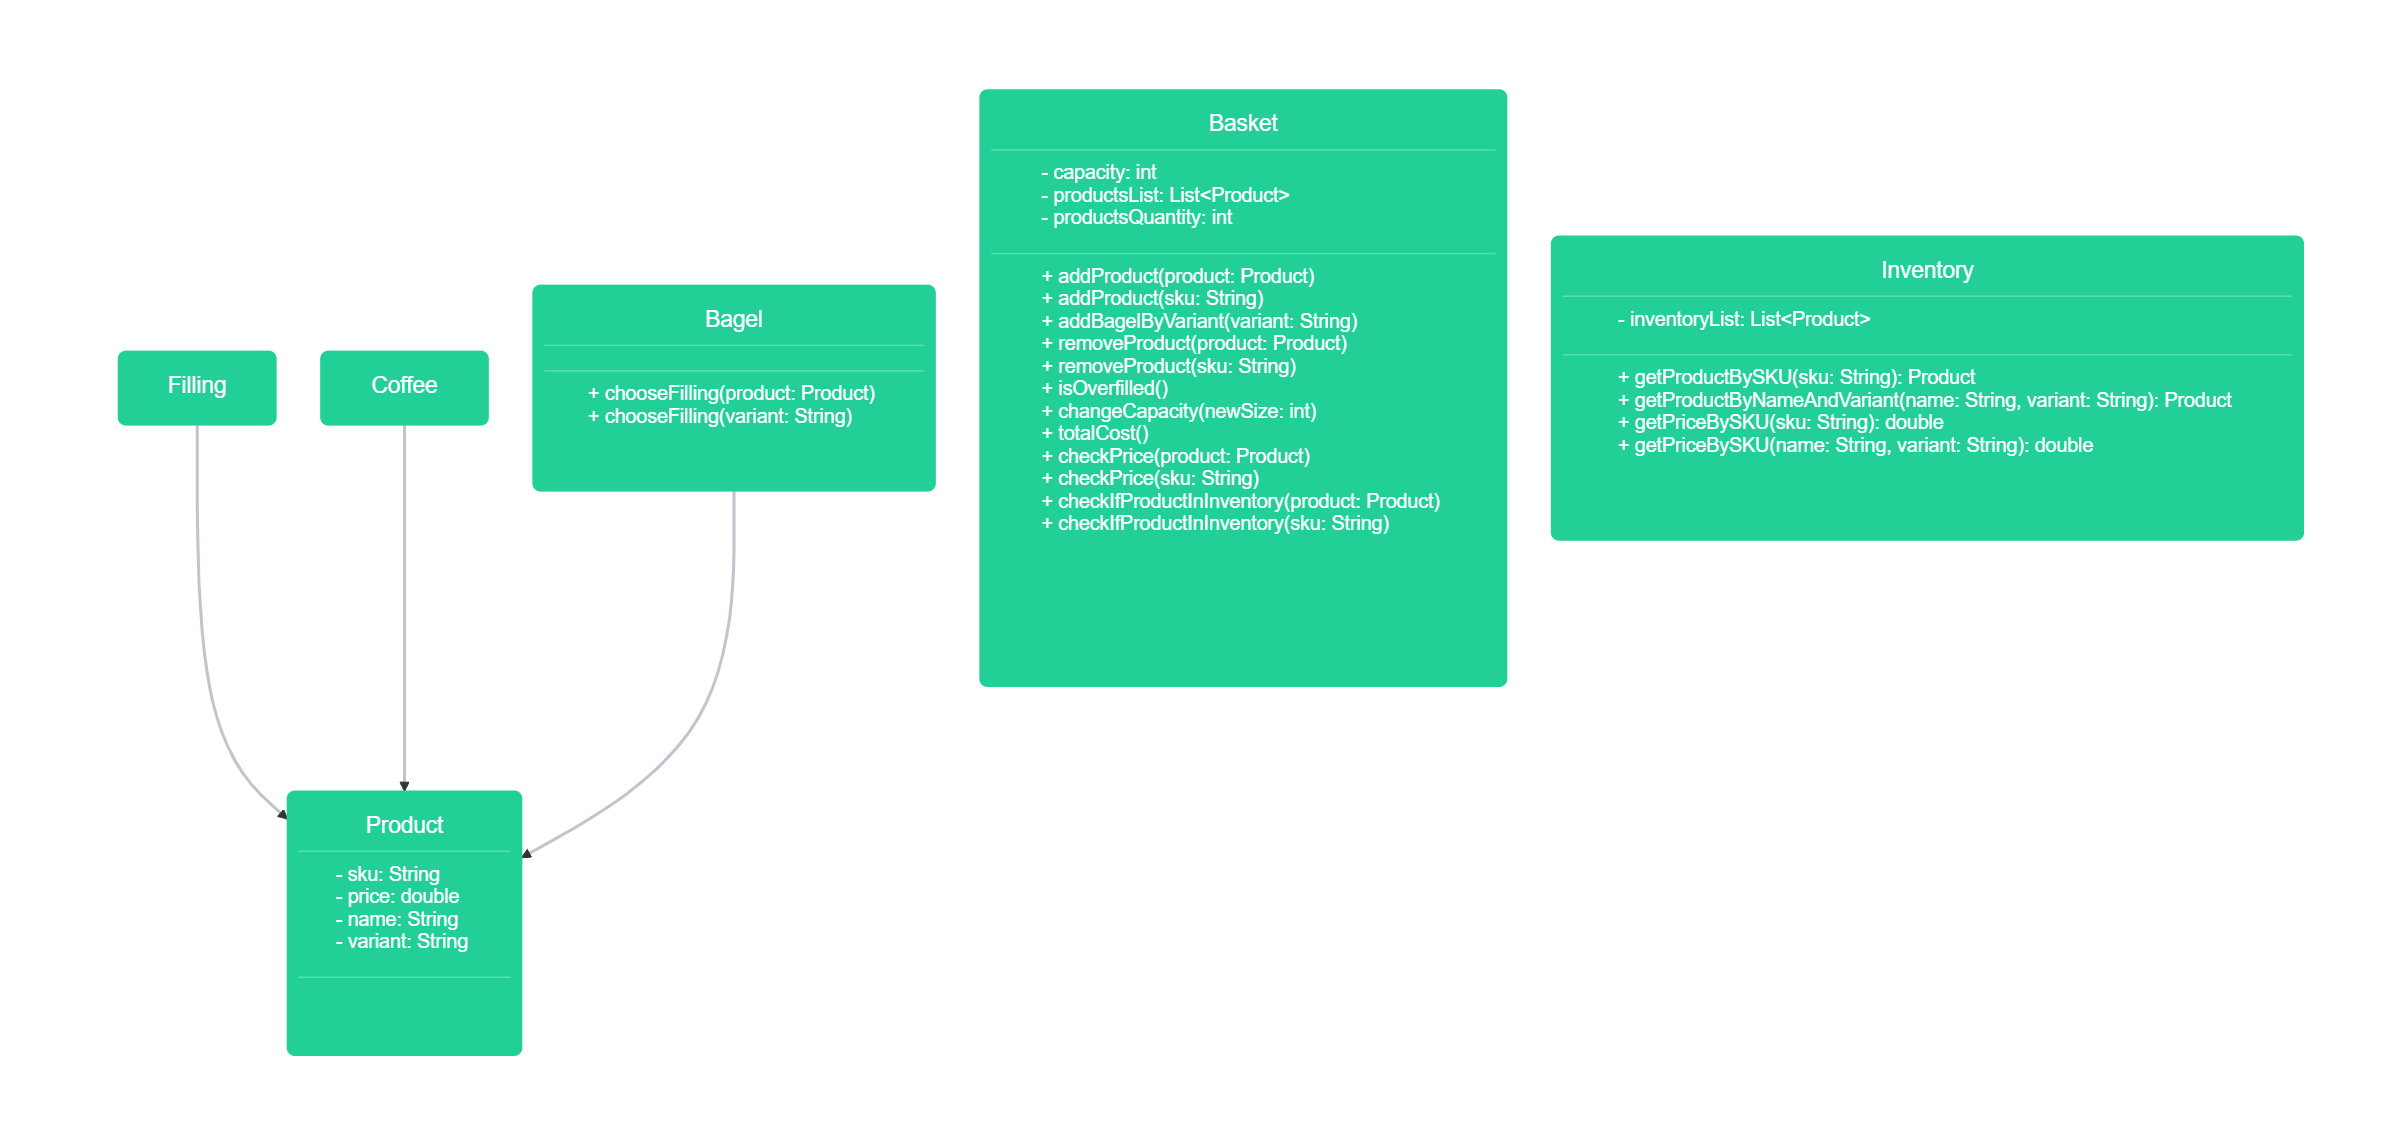 Filling
Coffee
Bagel
+ chooseFilling(product: Product)
+ chooseFilling(variant: String)
Basket
- capacity: int
- productsList: List<Product>
- productsQuantity: int
+ addProduct(product: Product)
+ addProduct(sku: String)
+ addBagelByVariant(variant: String)
+ removeProduct(product: Product)
+ removeProduct(sku: String)
+ isOverfilled()
+ changeCapacity(newSize: int)
+ totalCost()
+ checkPrice(product: Product)
+ checkPrice(sku: String)
+ checkIfProductInInventory(product: Product)
+ checkIfProductInInventory(sku: String)
Inventory
- inventoryList: List<Product>
+ getProductBySKU(sku: String): Product
+ getProductByNameAndVariant(name: String, variant: String): Product
+ getPriceBySKU(sku: String): double
+ getPriceBySKU(name: String, variant: String): double
Product
- sku: String
- price: double
- name: String
- variant: String